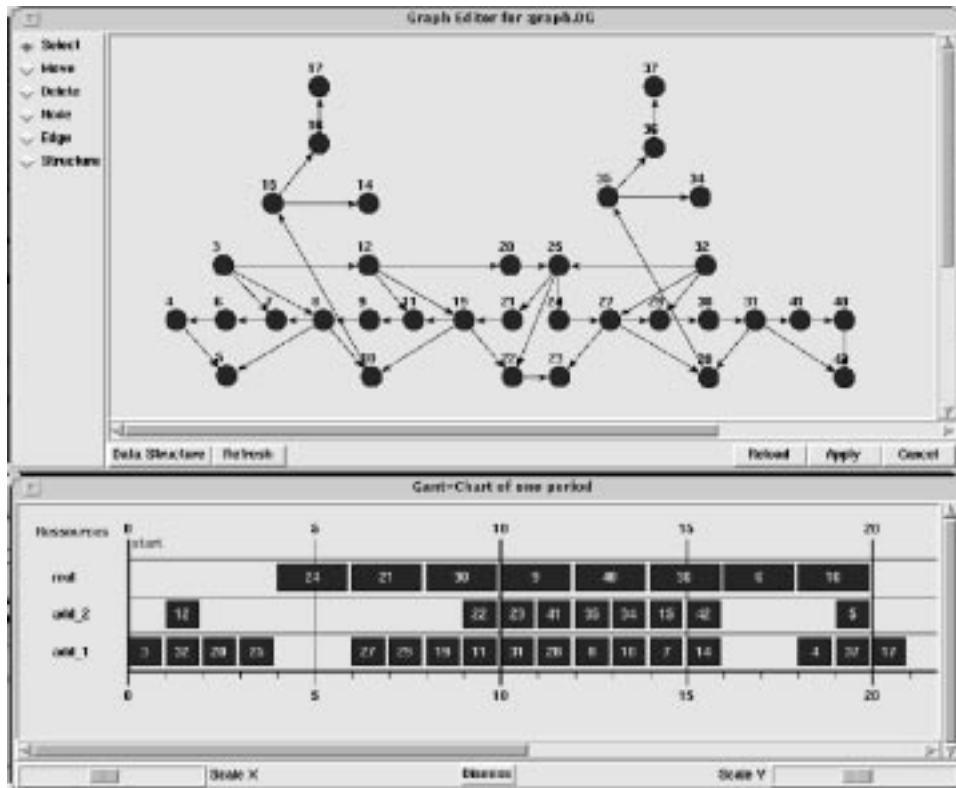 Graph Editor for :graph.DG
Select
Move
Delete
Node
Edge
Structure
17 37
16 36
15 14 35 34
3 12 20 25 32
4 6 7 8 9 11 19 21 24 27 29 30 31 41 40
5 10 22 23 28 42
Data Structure Refresh Reload Apply Cancel
Gant-Chart of one period
Ressources 0 5 10 15 20
start
mul 24 21 30 9 40 36 6 16
add_2 12 22 23 41 35 34 15 42 5
add_1 3 32 20 25 27 29 19 11 31 28 8 10 7 14 4 37 17
0 5 10 15 20
Scale X Dismiss Scale Y